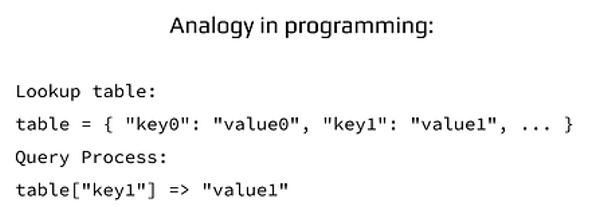 Analogy in programming:
Lookup table:
table = { "key0": "value0", "key1": "value1", ... }
Query Process:
table["key1"] => "value1"